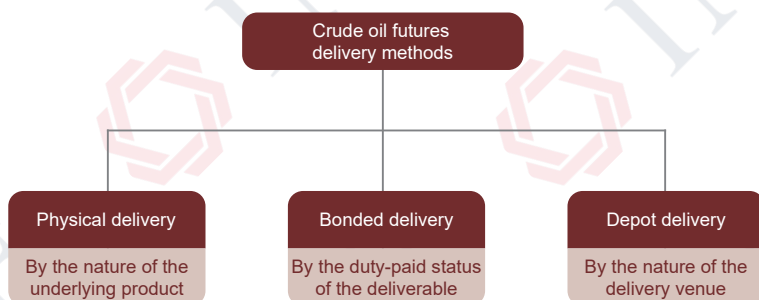 Crude oil futures
delivery methods
Physical delivery
By the nature of the
underlying product
Bonded delivery
By the duty-paid status
of the deliverable
Depot delivery
By the nature of the
delivery venue